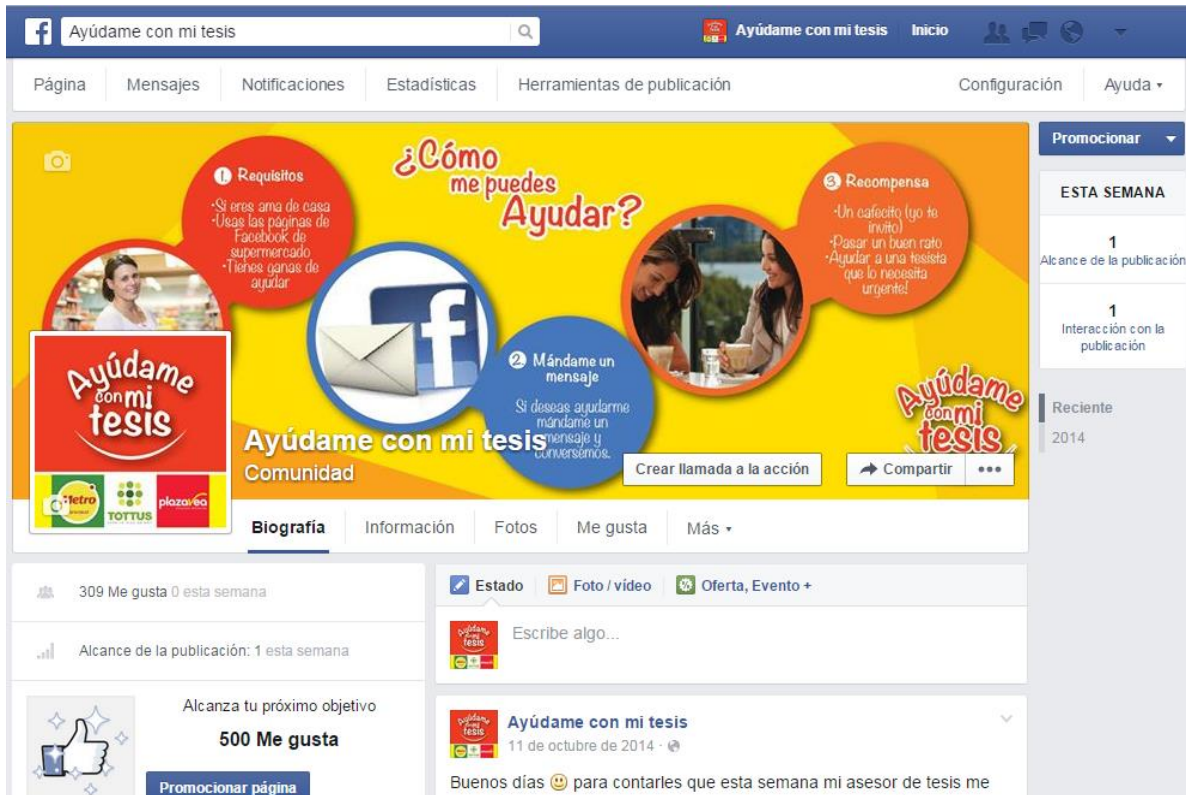 Ayúdame con mi tesis
Ayúdame con mi tesis Inicio
Página Mensajes Notificaciones Estadísticas Herramientas de publicación Configuración Ayuda
¿Cómo
me puedes
Ayudar?
1 Requisitos
•Si eres ama de casa
•Usas las páginas de
Facebook de
supermercado
•Tienes ganas de
ayudar
2 Mándame un
mensaje
Si deseas ayudarme
mándame un
mensaje y
conversemos.
3 Recompensa
•Un cafecito (yo te
invito)
•Pasar un buen rato
•Ayudar a una tesista
que lo necesita
urgente!
Ayúdame
con mi
tesis
Ayúdame
con mi
tesis
Metro
TOTTUS
plazavea
Ayúdame con mi tesis
Comunidad
Crear llamada a la acción
Compartir
Promocionar
ESTA SEMANA
1
Alcance de la publicación
1
Interacción con la
publicación
Reciente
2014
Biografía Información Fotos Me gusta Más
309 Me gusta 0 esta semana
Alcance de la publicación: 1 esta semana
Alcanza tu próximo objetivo
500 Me gusta
Promocionar página
Estado Foto / vídeo Oferta, Evento +
Ayúdame
con mi
tesis
Escribe algo...
Ayúdame
con mi
tesis
Ayúdame con mi tesis
11 de octubre de 2014 ·
Buenos días 🙂 para contarles que esta semana mi asesor de tesis me